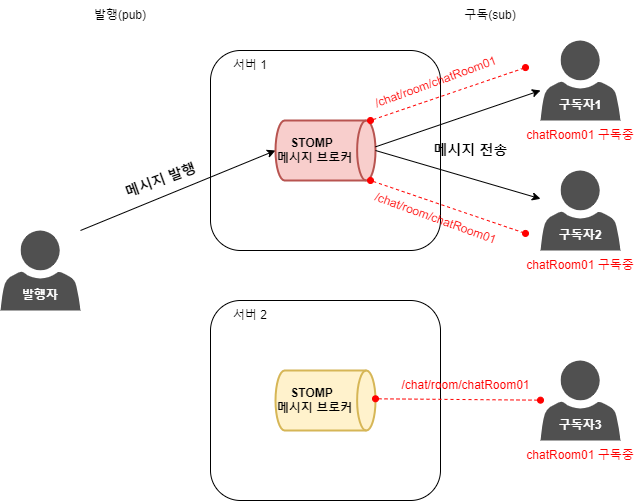 발행(pub)
구독(sub)
서버 1
/chat/room/chatRoom01
구독자1
chatRoom01 구독중
STOMP
메시지 브로커
메시지 전송
메시지 발행
/chat/room/chatRoom01
구독자2
chatRoom01 구독중
발행자
서버 2
STOMP
메시지 브로커
/chat/room/chatRoom01
구독자3
chatRoom01 구독중